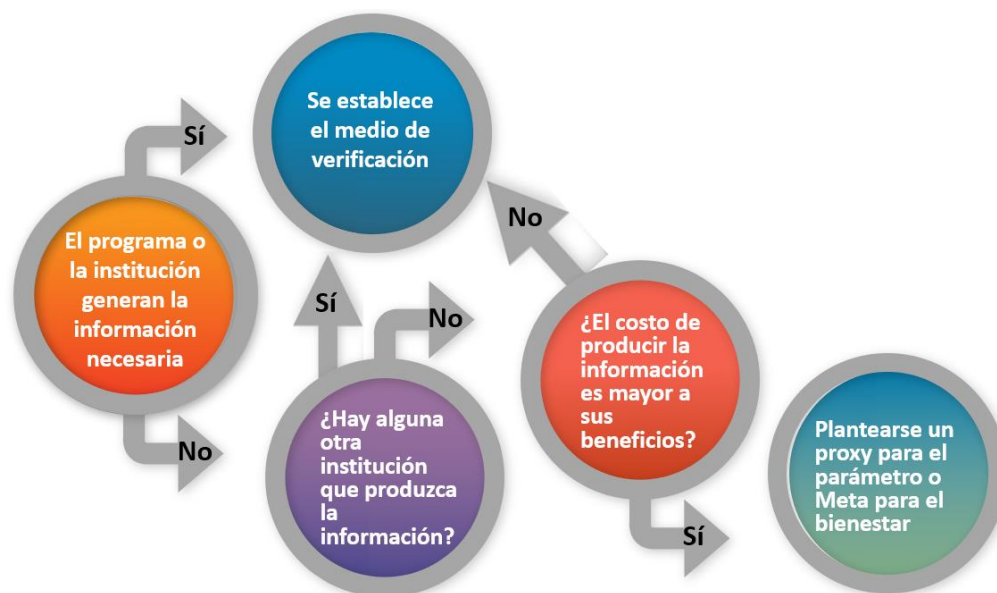 Se establece
el medio de
verificación
Sí
El programa o
la institución
generan la
información
necesaria
No
Sí
No
¿Hay alguna
otra
institución
que produzca
la
información?
No
¿El costo de
producir la
información
es mayor a
sus
beneficios?
Sí
Plantearse un
proxy para el
parámetro o
Meta para el
bienestar